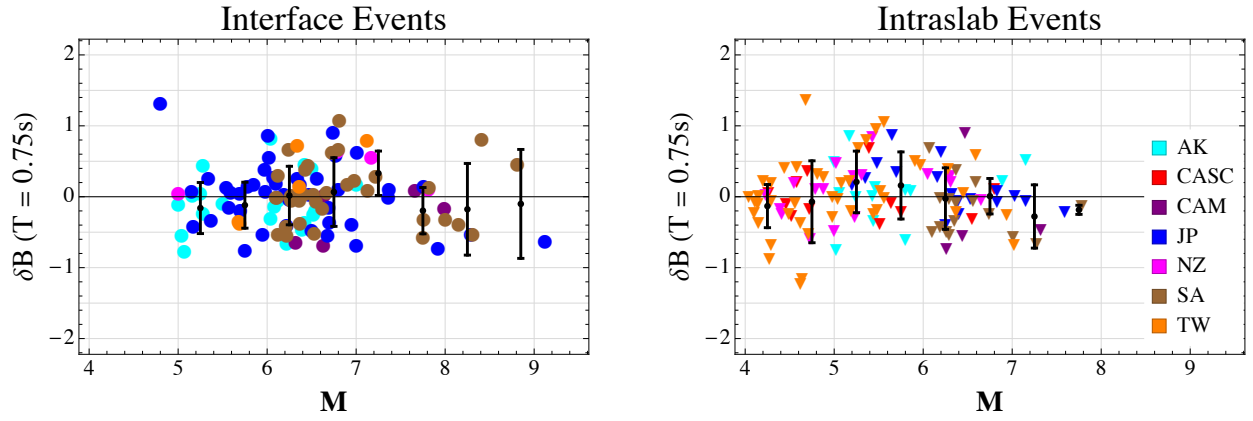 Interface Events
2
1
0
−1
−2
δB (T = 0.75s)
4 5 6 7 8 9
M
Intraslab Events
2
1
0
−1
−2
δB (T = 0.75s)
4 5 6 7 8 9
M
AK
CASC
CAM
JP
NZ
SA
TW